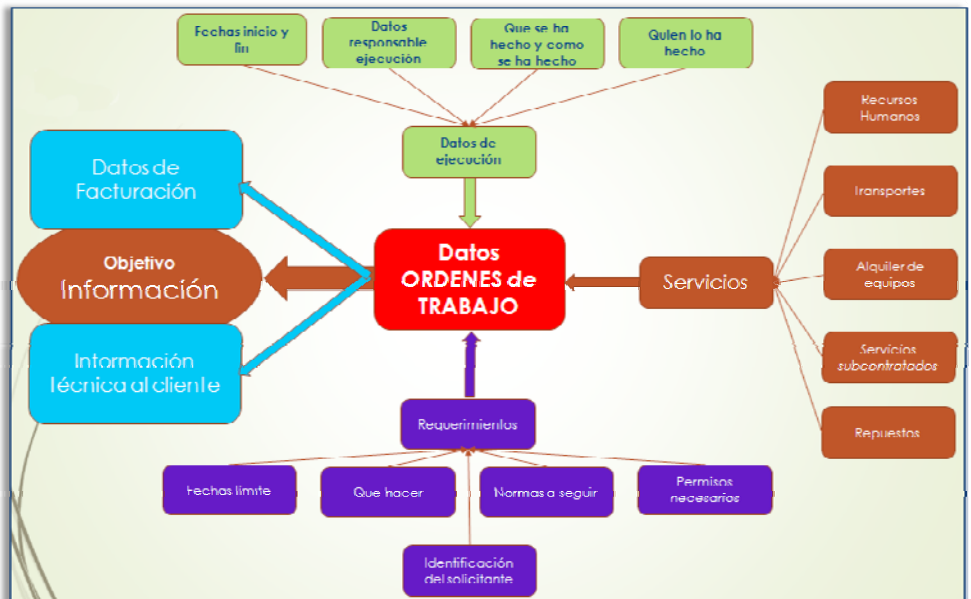 Fechas inicio y
fin
Datos
responsable
ejecución
Que se ha
hecho y como
se ha hecho
Quien lo ha
hecho
Datos de
ejecución
Datos de
Facturación
Objetivo
Información
Información
Técnica al cliente
Datos
ORDENES de
TRABAJO
Servicios
Recursos
Humanos
Transportes
Alquiler de
equipos
Servicios
subcontratados
Repuestos
Requerimientos
Fechas límite
Que hacer
Normas a seguir
Permisos
necesarios
Identificación
del solicitante